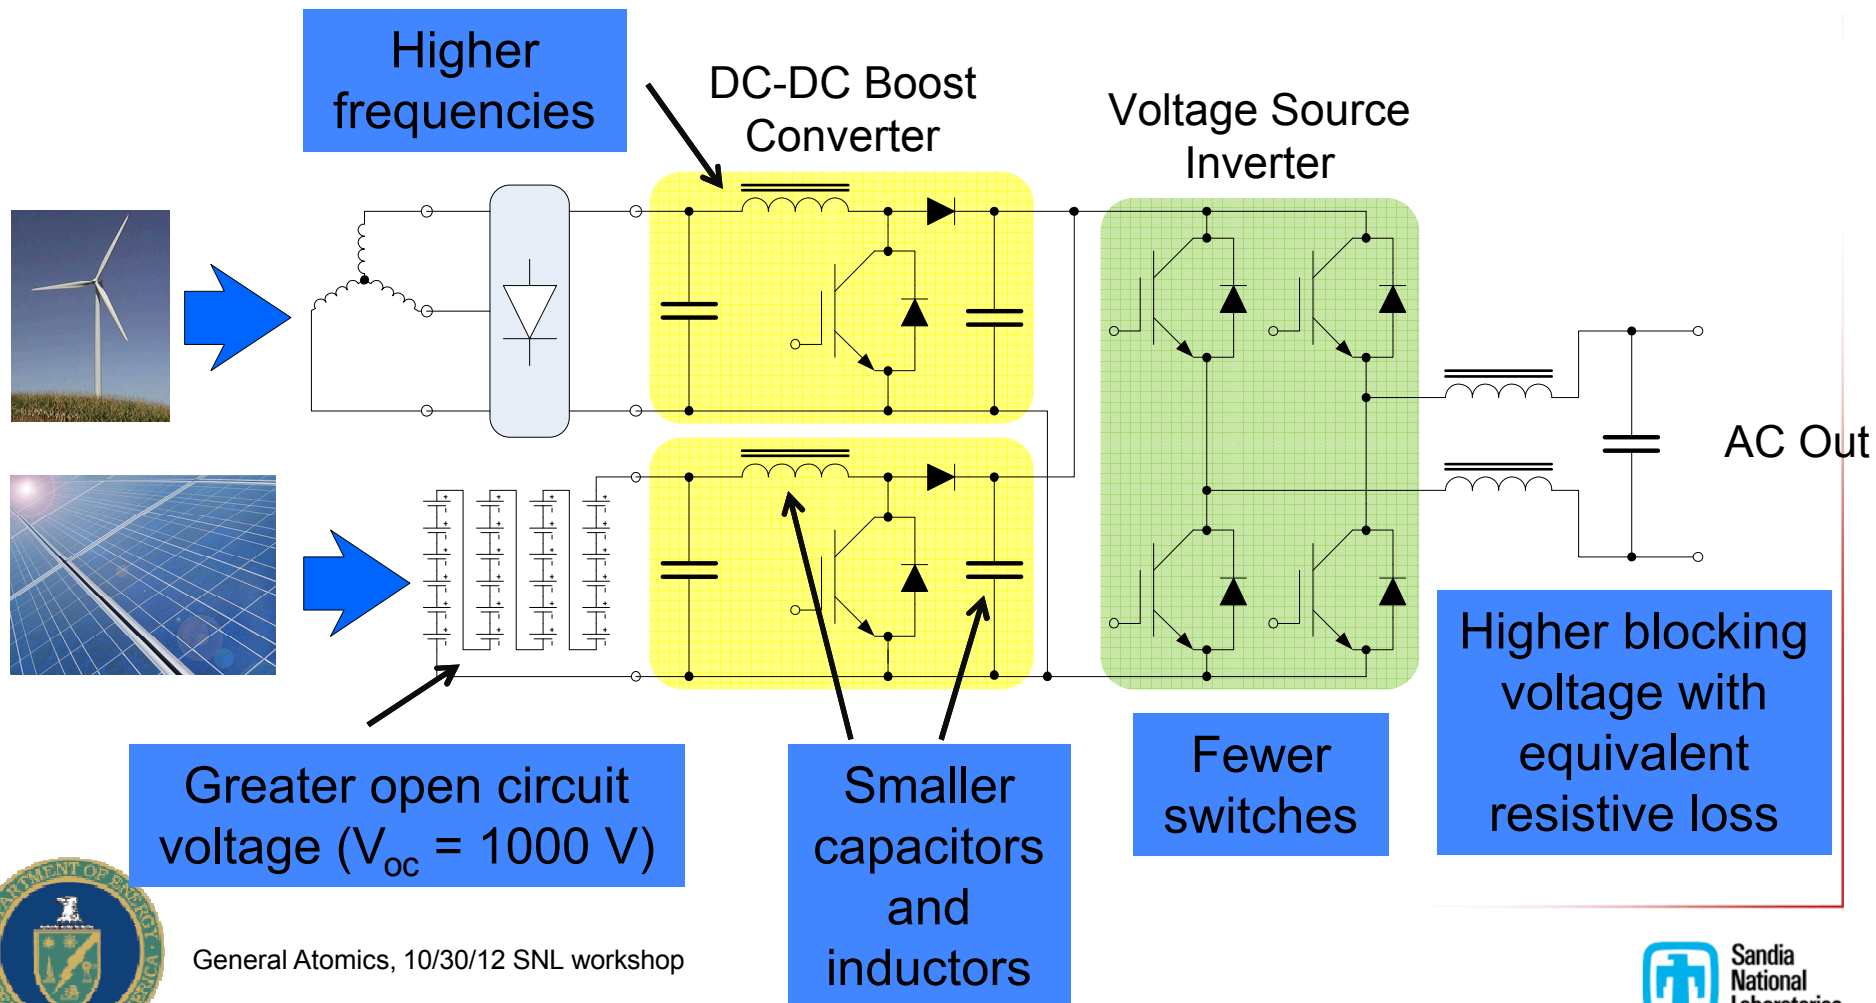 Higher
frequencies
DC-DC Boost
Converter
Voltage Source
Inverter
AC Out
Greater open circuit
voltage (Voc = 1000 V)
Smaller
capacitors
and
inductors
Fewer
switches
Higher blocking
voltage with
equivalent
resistive loss
General Atomics, 10/30/12 SNL workshop
Sandia
National
Laboratories